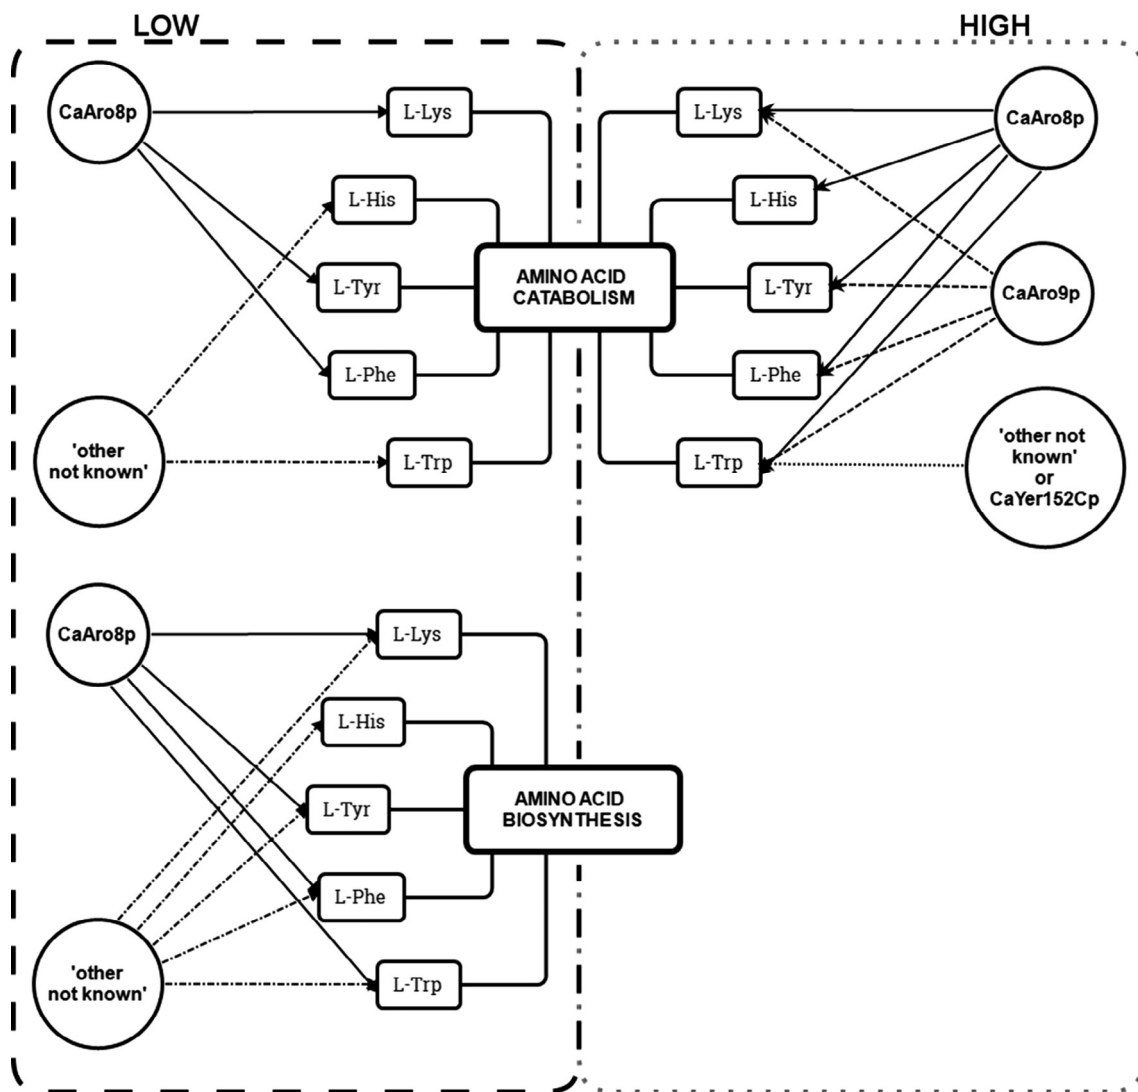 LOW
HIGH
CaAro8p
L-Lys
L-His
L-Tyr
L-Phe
L-Trp
'other
not known'
AMINO ACID
CATABOLISM
L-Lys
L-His
L-Tyr
L-Phe
L-Trp
CaAro8p
CaAro9p
'other not
known'
or
CaYer152Cp
CaAro8p
L-Lys
L-His
L-Tyr
L-Phe
L-Trp
'other
not known'
AMINO ACID
BIOSYNTHESIS